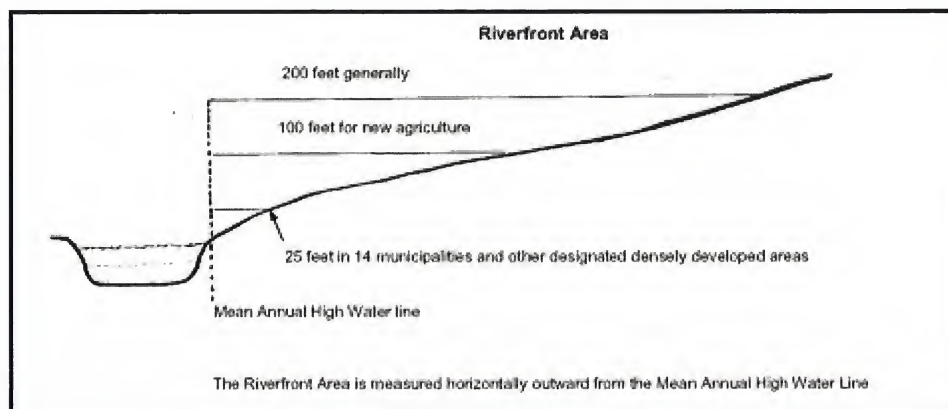 Riverfront Area
200 feet generally
100 feet for new agriculture
25 feet in 14 municipalities and other designated densely developed areas
Mean Annual High Water line
The Riverfront Area is measured horizontally outward from the Mean Annual High Water Line